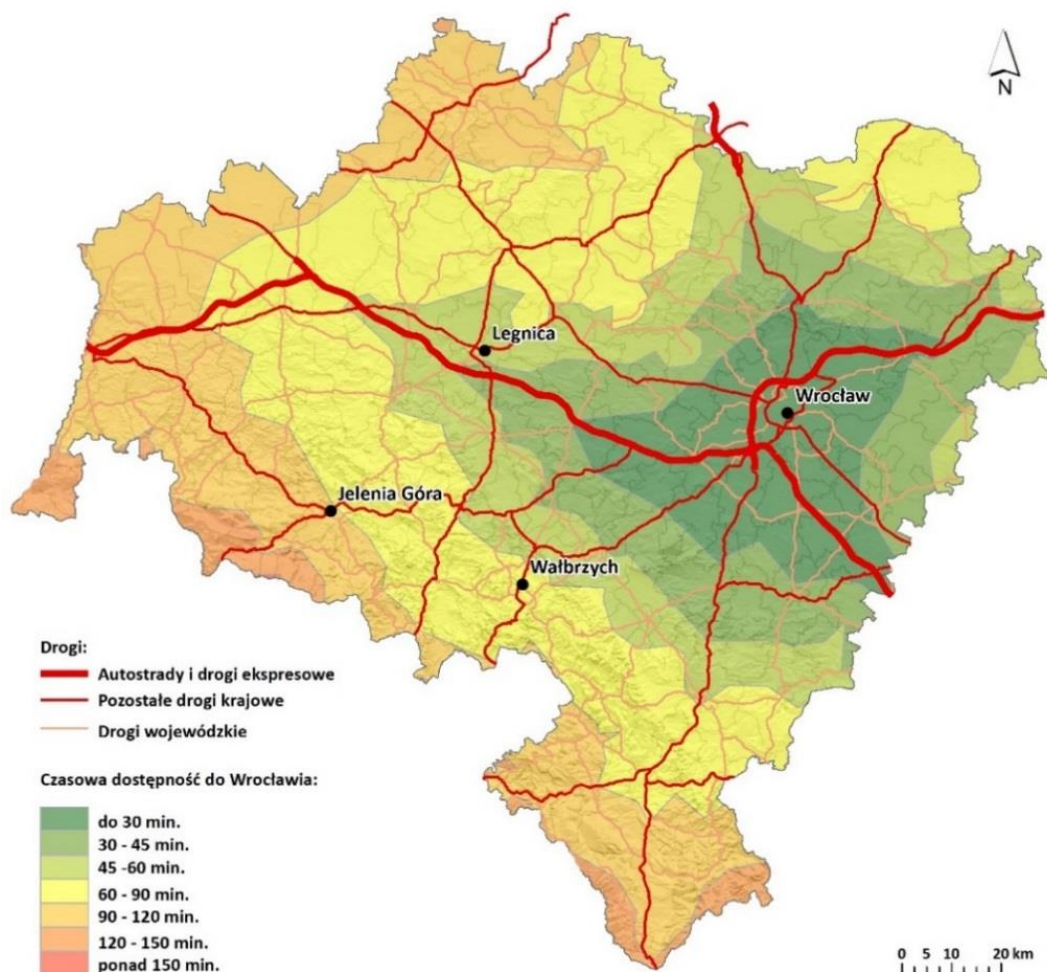 N
Legnica
Wrocław
Jelenia Góra
Wałbrzych
Drogi:
Autostrady i drogi ekspresowe
Pozostałe drogi krajowe
Drogi wojewódzkie
Czasowa dostępność do Wrocławia:
do 30 min.
30 - 45 min.
45 -60 min.
60 - 90 min.
90 - 120 min.
120 - 150 min.
ponad 150 min.
0 5 10 20 km